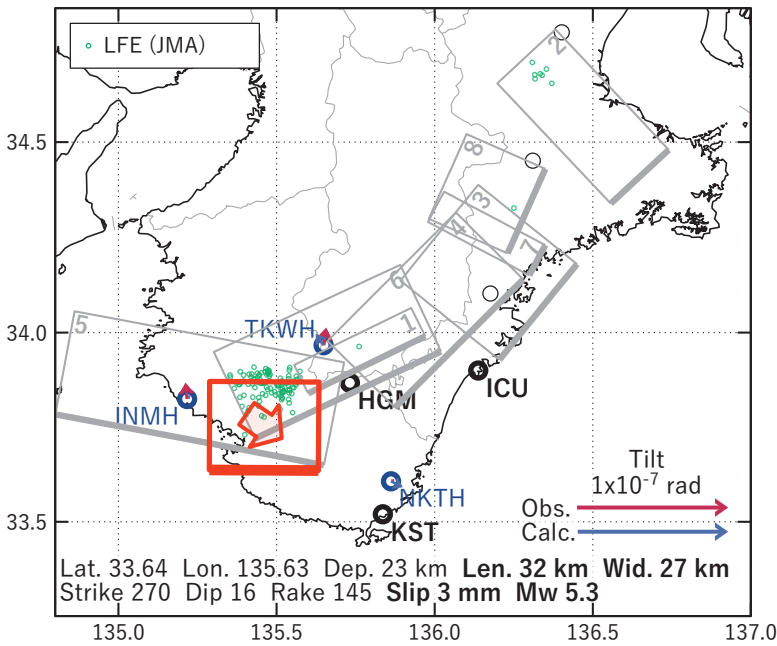 LFE (JMA)
2
8
3
4
7
6
1
5
34.5
34.0
33.5
TKWH
INMH
HGM
ICU
NKTH
KST
Tilt
1x10⁻⁷ rad
Obs.
Calc.
Lat. 33.64 Lon. 135.63 Dep. 23 km Len. 32 km Wid. 27 km
Strike 270 Dip 16 Rake 145 Slip 3 mm Mw 5.3
135.0 135.5 136.0 136.5 137.0